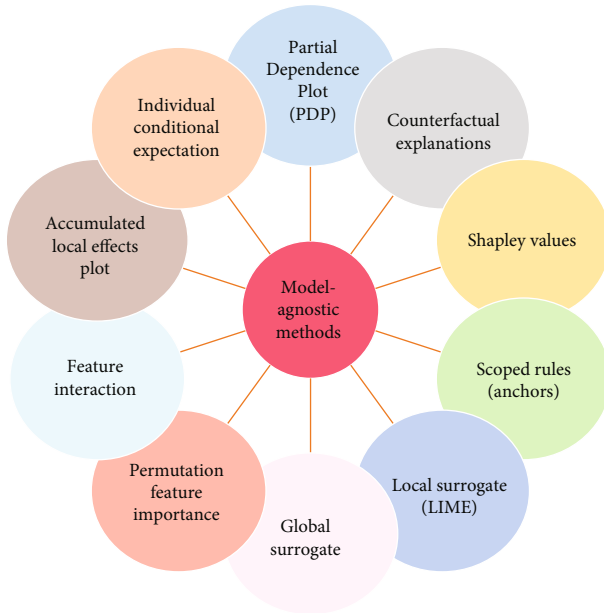 Partial
Dependence
Plot
(PDP)
Counterfactual
explanations
Shapley values
Scoped rules
(anchors)
Local surrogate
(LIME)
Global
surrogate
Permutation
feature
importance
Feature
interaction
Accumulated
local effects
plot
Individual
conditional
expectation
Model-
agnostic
methods